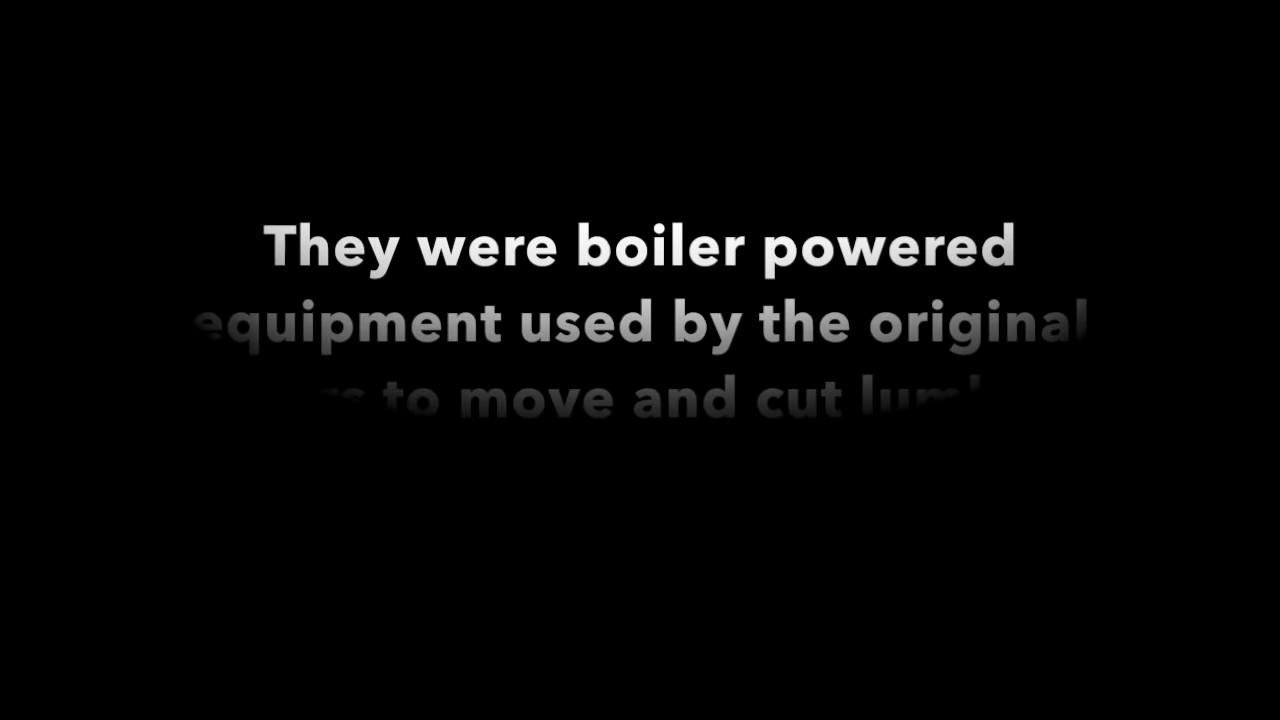 They were boiler powered
equipment used by the original
to move and cut